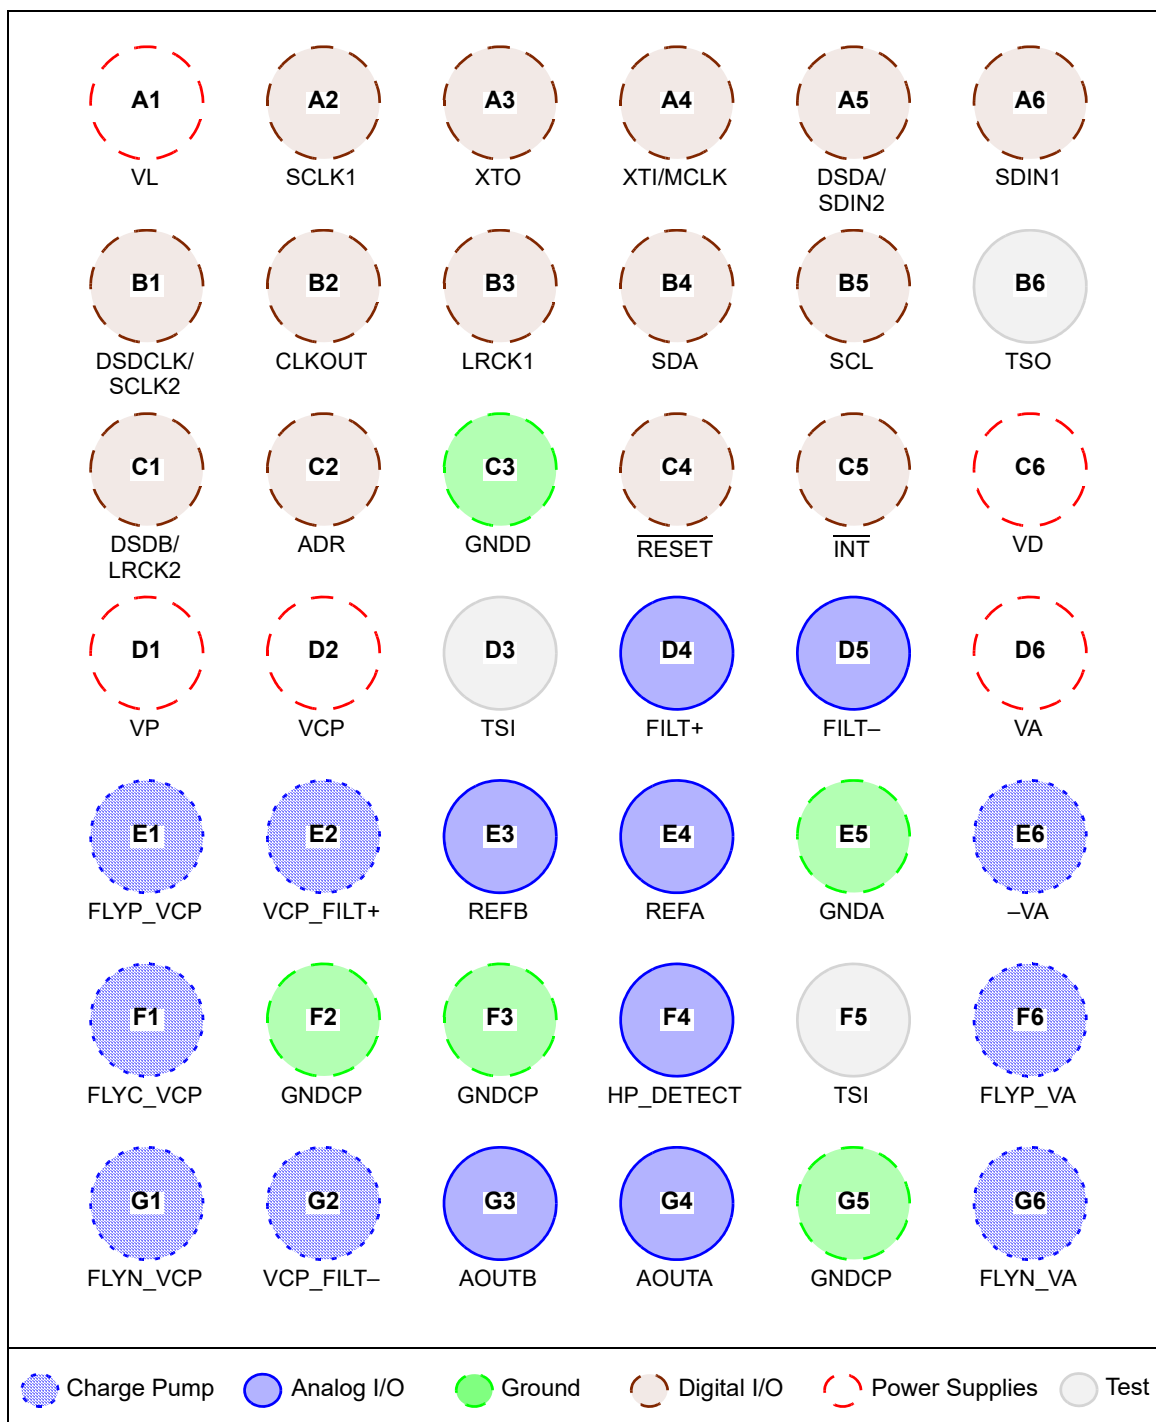 A1 A2 A3 A4 A5 A6
VL SCLK1 XTO XTI/MCLK DSDA/ SDIN1
SDIN2
B1 B2 B3 B4 B5 B6
DSDCLK/ CLKOUT LRCK1 SDA SCL TSO
SCLK2
C1 C2 C3 C4 C5 C6
DSDB/ ADR GNDD RESET INT VD
LRCK2
D1 D2 D3 D4 D5 D6
VP VCP TSI FILT+ FILT– VA
E1 E2 E3 E4 E5 E6
FLYP_VCP VCP_FILT+ REFB REFA GNDA –VA
F1 F2 F3 F4 F5 F6
FLYC_VCP GNDCP GNDCP HP_DETECT TSI FLYP_VA
G1 G2 G3 G4 G5 G6
FLYN_VCP VCP_FILT– AOUTB AOUTA GNDCP FLYN_VA
Charge Pump Analog I/O Ground Digital I/O Power Supplies Test